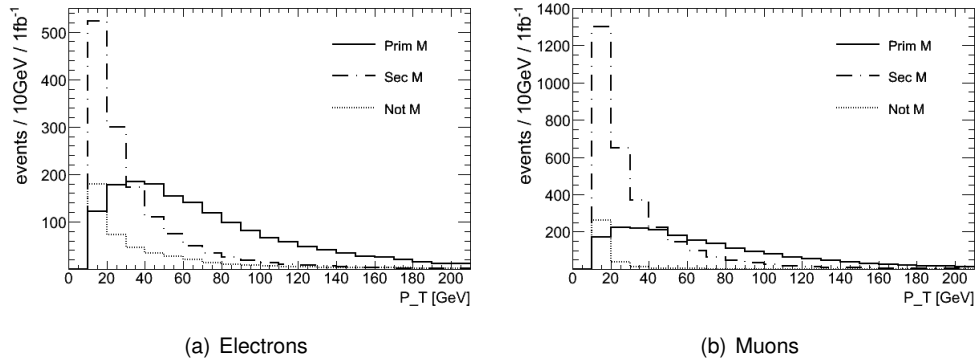 events / 10GeV / 1fb⁻¹
500
400
300
200
100
Prim M
Sec M
Not M
0 20 40 60 80 100 120 140 160 180 200
P_T [GeV]
(a) Electrons
events / 10GeV / 1fb⁻¹
1400
1200
1000
800
600
400
200
Prim M
Sec M
Not M
0 20 40 60 80 100 120 140 160 180 200
P_T [GeV]
(b) Muons